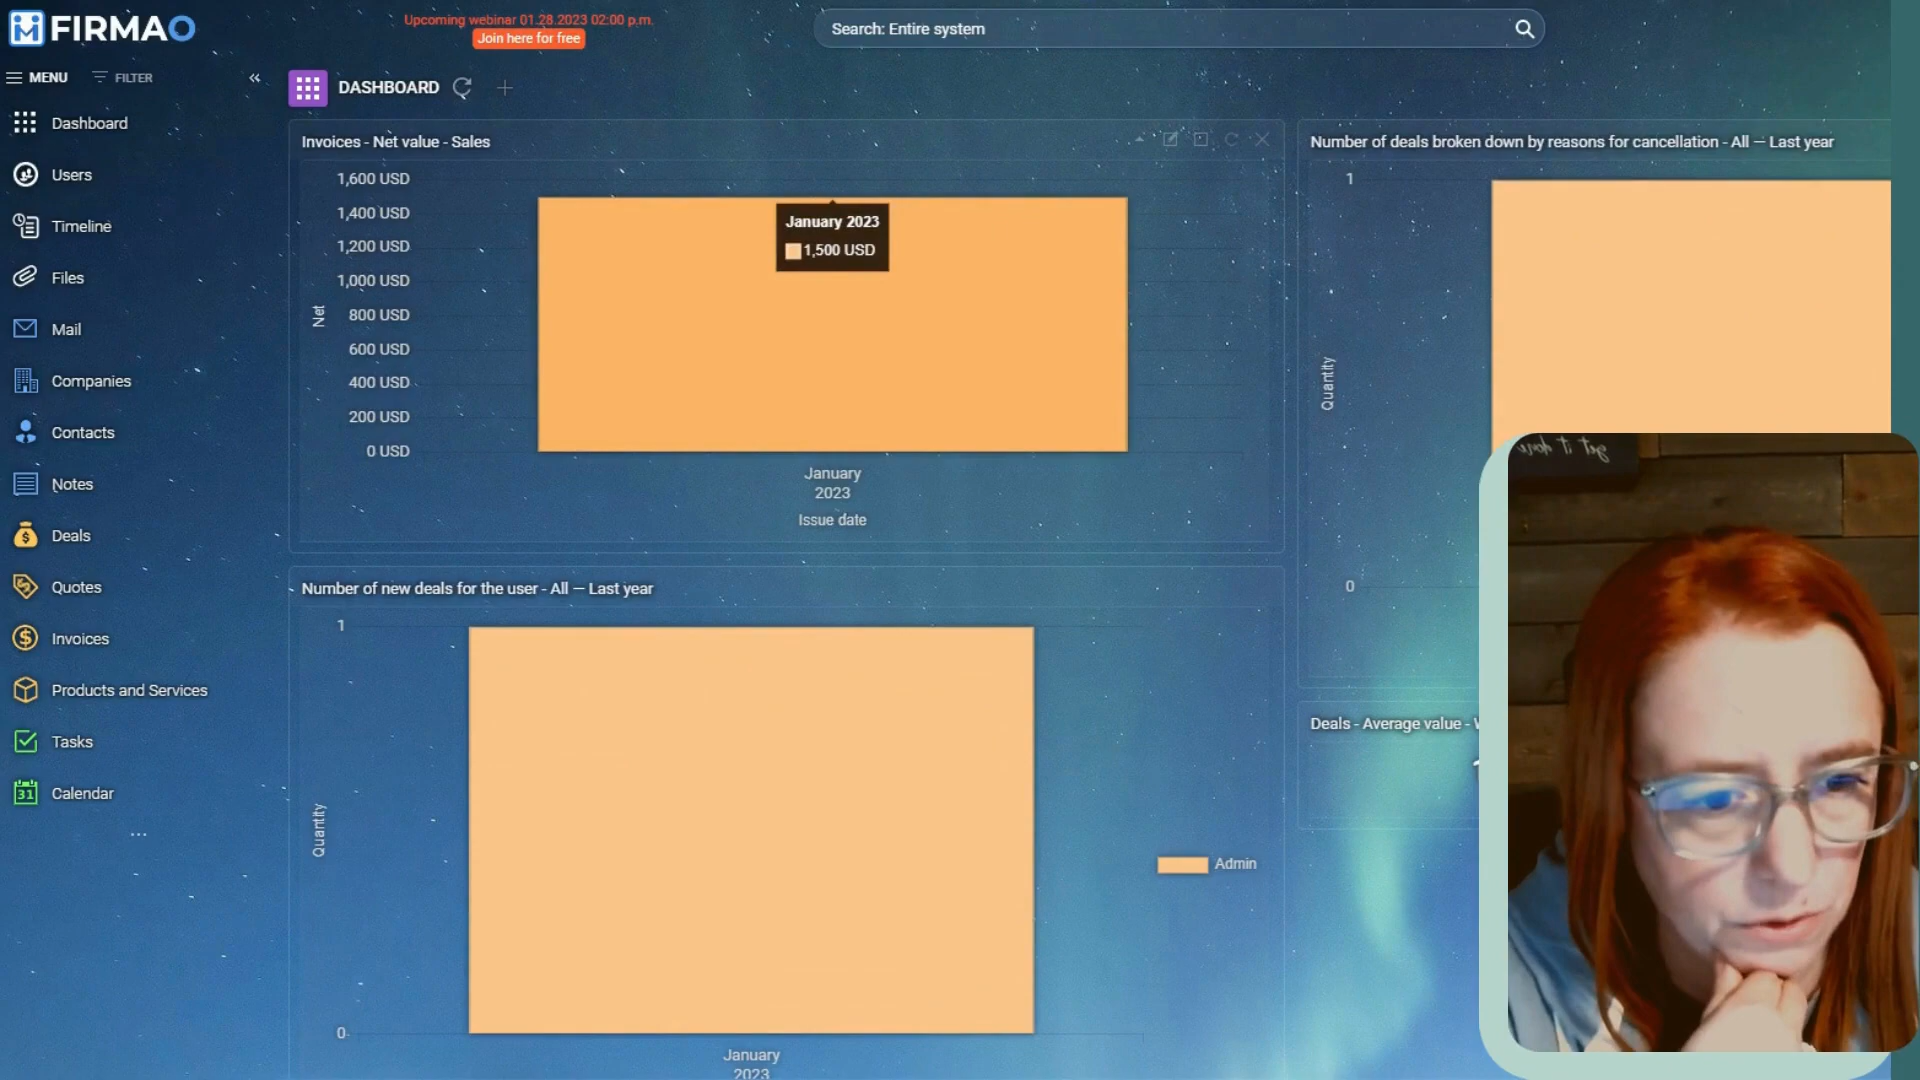 FIRMAO
Upcoming webinar 01.28.2023 02:00 p.m.
Join here for free
Search: Entire system
MENU
FILTER
DASHBOARD
Dashboard
Users
Timeline
Files
Mail
Companies
Contacts
Notes
Deals
Quotes
Invoices
Products and Services
Tasks
31
Calendar
...
Invoices - Net value - Sales
1,600 USD
1,400 USD
1,200 USD
1,000 USD
800 USD
600 USD
400 USD
200 USD
0 USD
Net
January 2023
1,500 USD
January
2023
Issue date
Number of deals broken down by reasons for cancellation - All — Last year
1
Quantity
0
Number of new deals for the user - All — Last year
1
Quantity
0
Admin
January
2023
Deals - Average value -
get it done